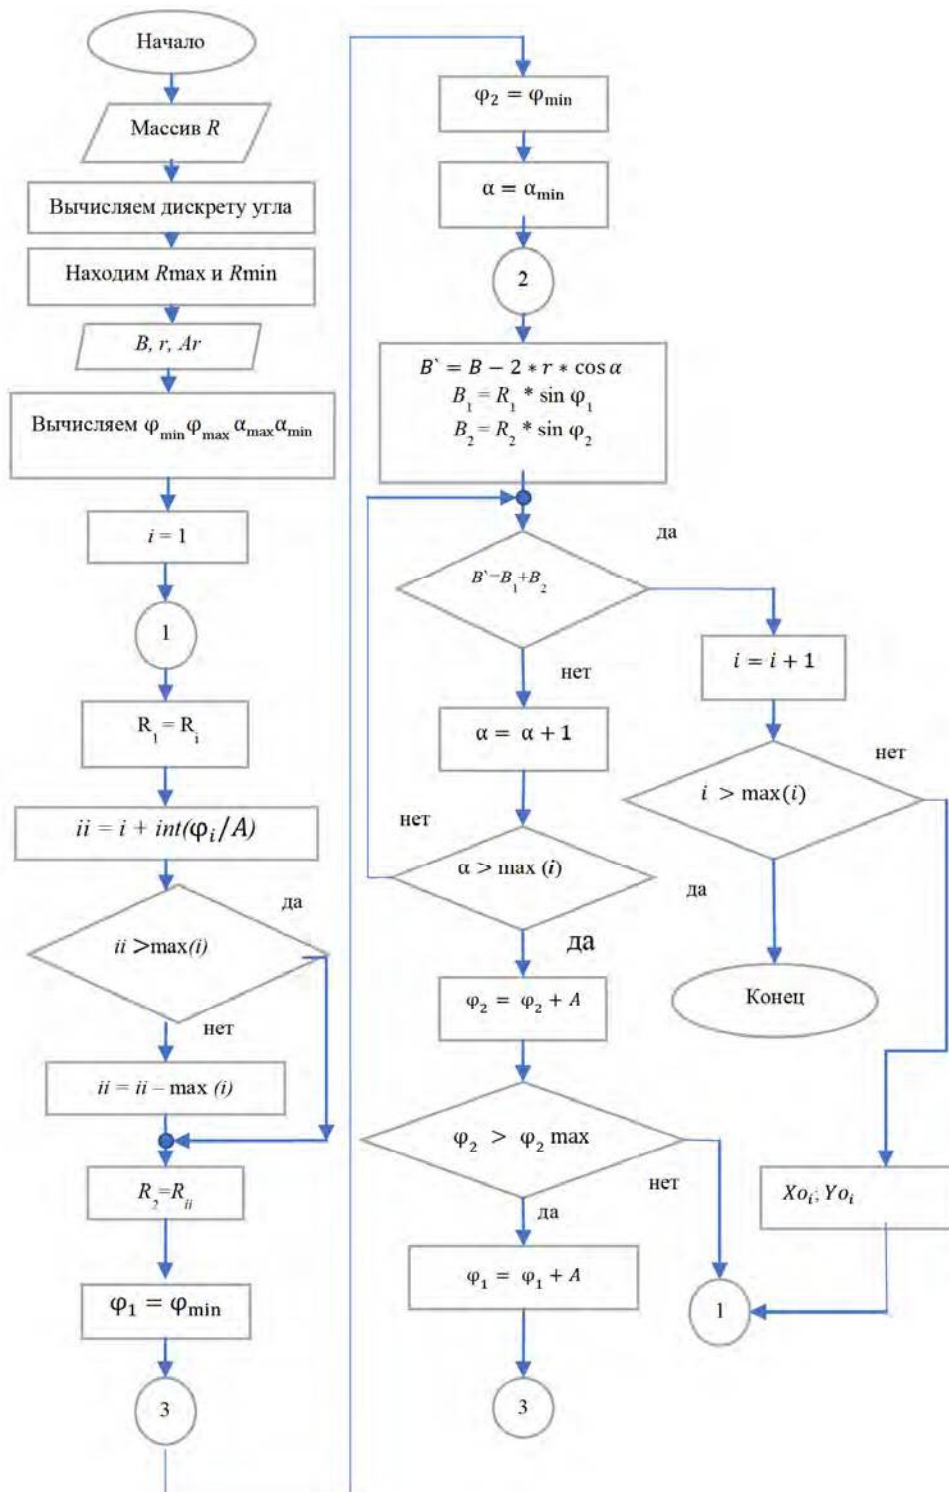 Начало
Массив R
Вычисляем дискрету угла
Находим Rmax и Rmin
B, r, Ar
Вычисляем φmin φmax αmax αmin
i = 1
1
R1 = Ri
ii = i + int(φi/A)
да
ii >max(i)
нет
ii = ii – max (i)
R2=Rii
φ1 = φmin
3
φ2 = φmin
α = αmin
2
B` = B − 2 ∗ r ∗ cos α
B1 = R1 * sin φ1
B2 = R2 * sin φ2
да
B`=B1+B2
нет
i = i + 1
α = α + 1
нет
i > max(i)
нет
α > max (i)
да
да
φ2 = φ2 + A
Конец
φ2 > φ2 max
нет
да
Xoi; Yoi
φ1 = φ1 + A
1
3